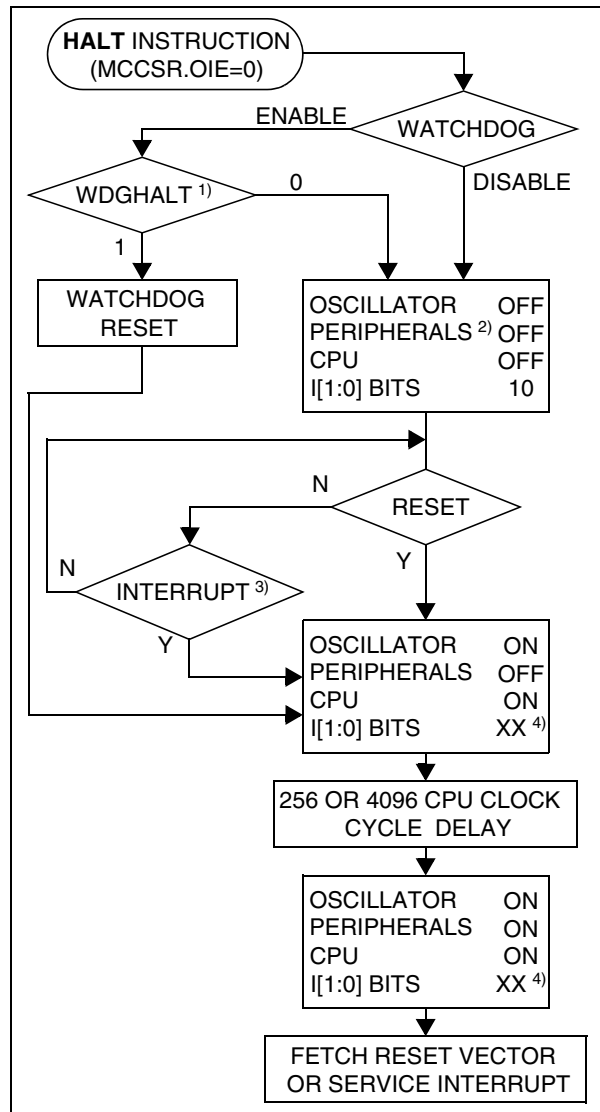 HALT INSTRUCTION
(MCCSR.OIE=0)
ENABLE
WATCHDOG
WDGHALT 1)
0
DISABLE
1
WATCHDOG
RESET
OSCILLATOR OFF
PERIPHERALS 2) OFF
CPU OFF
I[1:0] BITS 10
N
RESET
N
Y
INTERRUPT 3)
Y
OSCILLATOR ON
PERIPHERALS OFF
CPU ON
I[1:0] BITS XX 4)
256 OR 4096 CPU CLOCK
CYCLE DELAY
OSCILLATOR ON
PERIPHERALS ON
CPU ON
I[1:0] BITS XX 4)
FETCH RESET VECTOR
OR SERVICE INTERRUPT